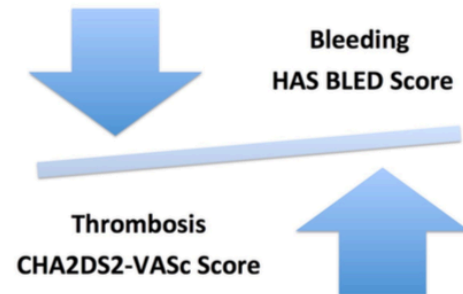 Bleeding
HAS BLED Score
Thrombosis
CHA2DS2-VASc Score